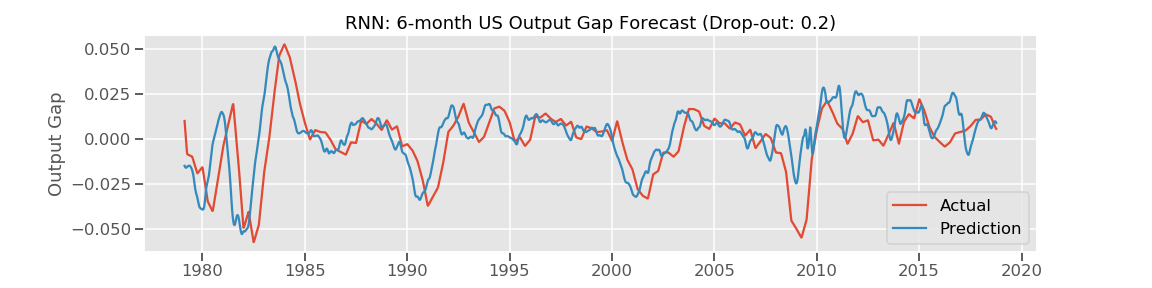 RNN: 6-month US Output Gap Forecast (Drop-out: 0.2)
Output Gap
0.050
0.025
0.000
−0.025
−0.050
1980 1985 1990 1995 2000 2005 2010 2015 2020
Actual
Prediction